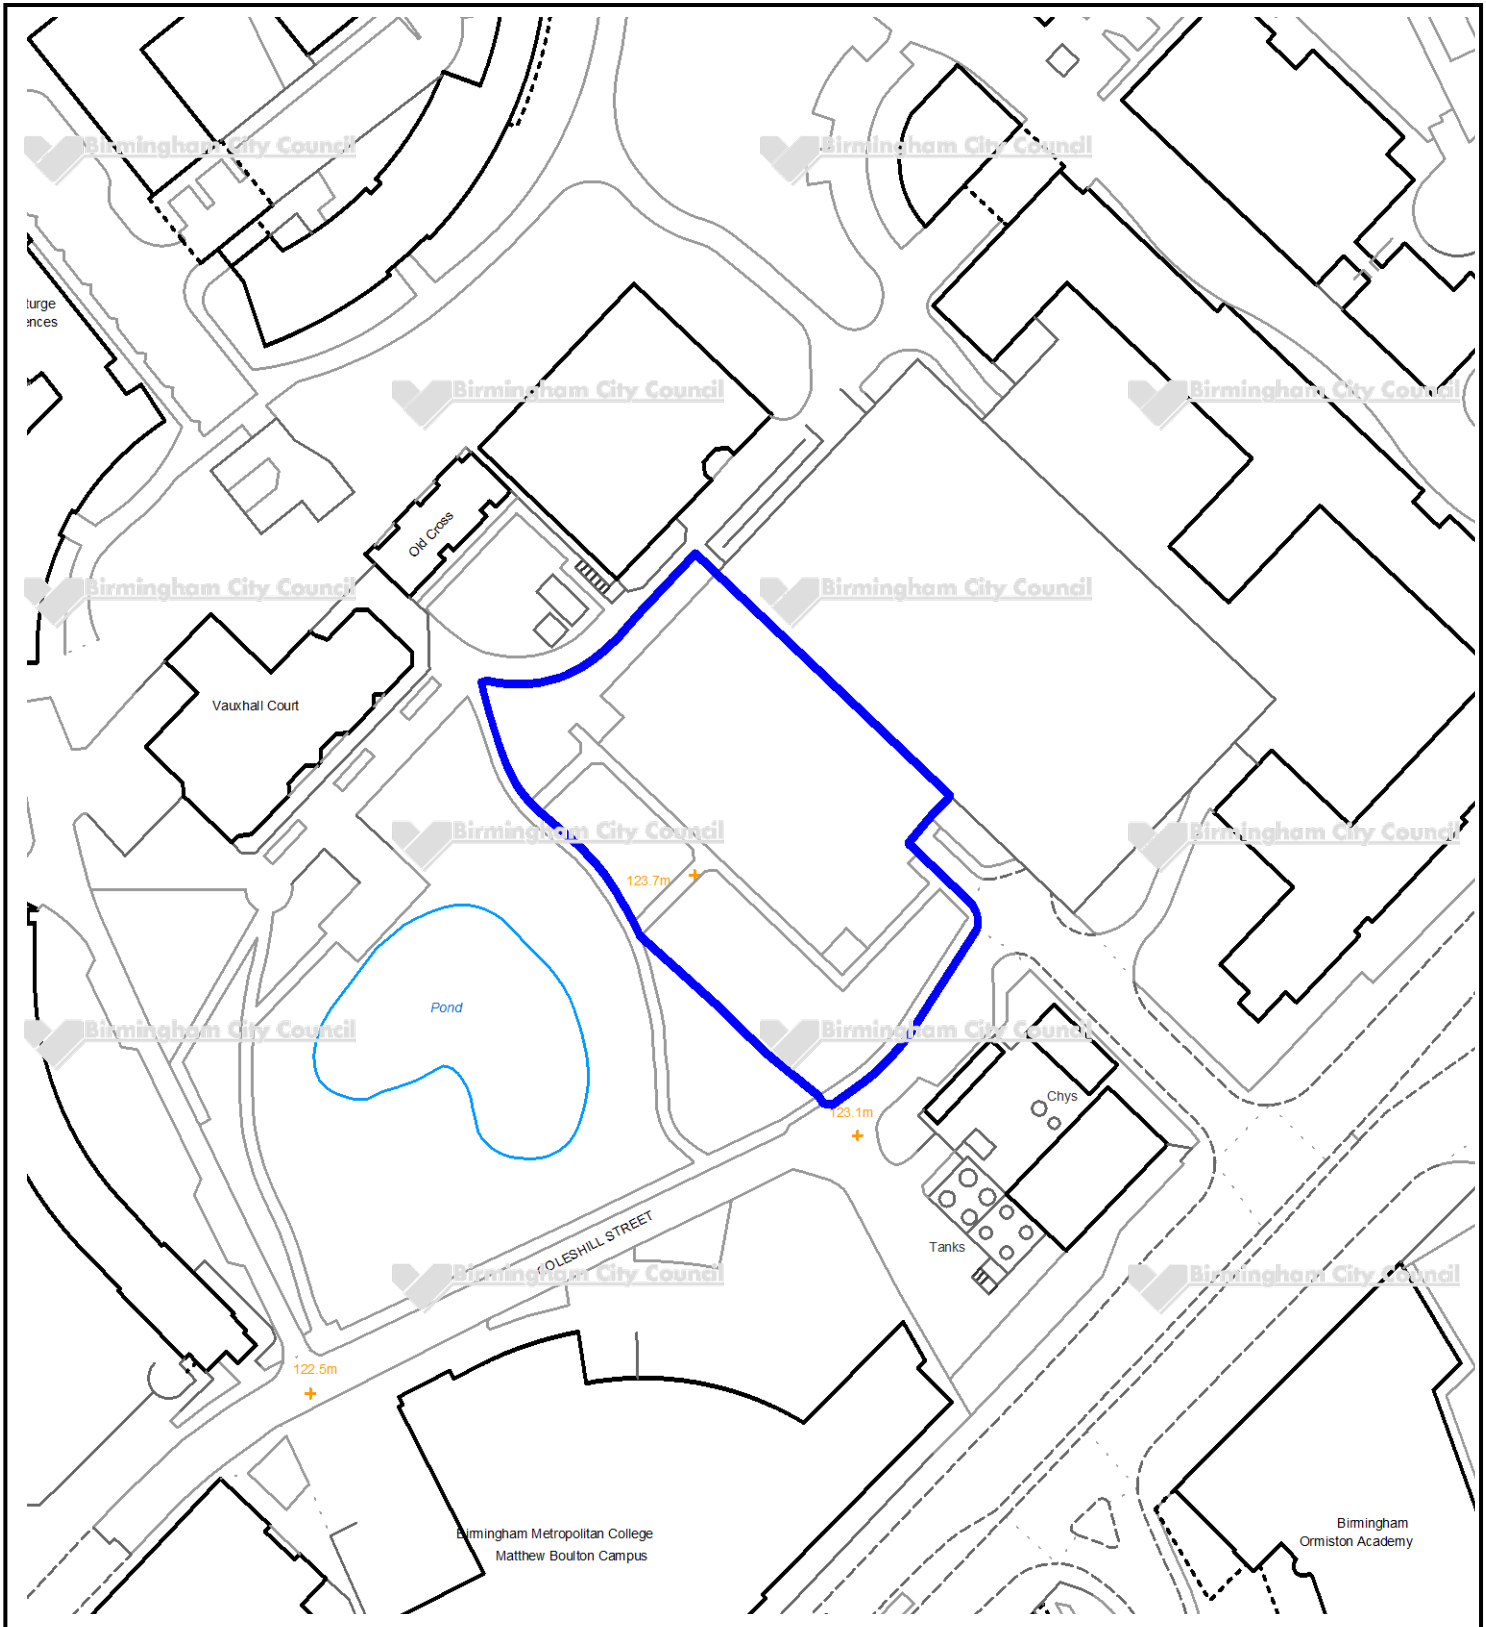 Birmingham City Council
Birmingham City Council
turge
ences
Birmingham City Council
Birmingham City Council
Old Cross
Birmingham City Council
Birmingham City Council
Vauxhall Court
Birmingham City Council
Birmingham City Council
123.7m
Pond
Birmingham City Council
Birmingham City Council
Chys
123.1m
OLESHILL STREET
Tanks
Birmingham City Council
Birmingham City Council
122.5m
Birmingham Metropolitan College
Matthew Boulton Campus
Birmingham
Ormiston Academy